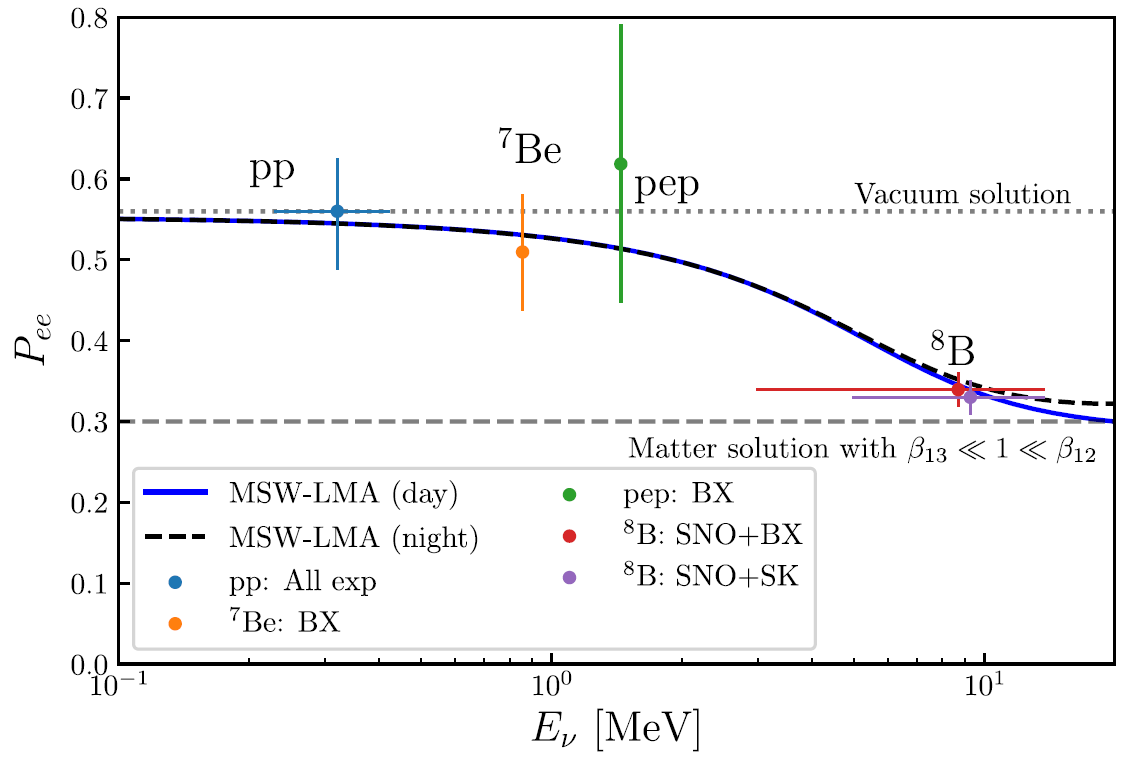 0.8
0.7
0.6
0.5
0.4
0.3
0.2
0.1
0.0
P_{ee}
pp
⁷Be
pep
Vacuum solution
⁸B
Matter solution with β₁₃ ≪ 1 ≪ β₁₂
MSW-LMA (day)
MSW-LMA (night)
pp: All exp
⁷Be: BX
pep: BX
⁸B: SNO+BX
⁸B: SNO+SK
10⁻¹
10⁰
10¹
E_ν [MeV]